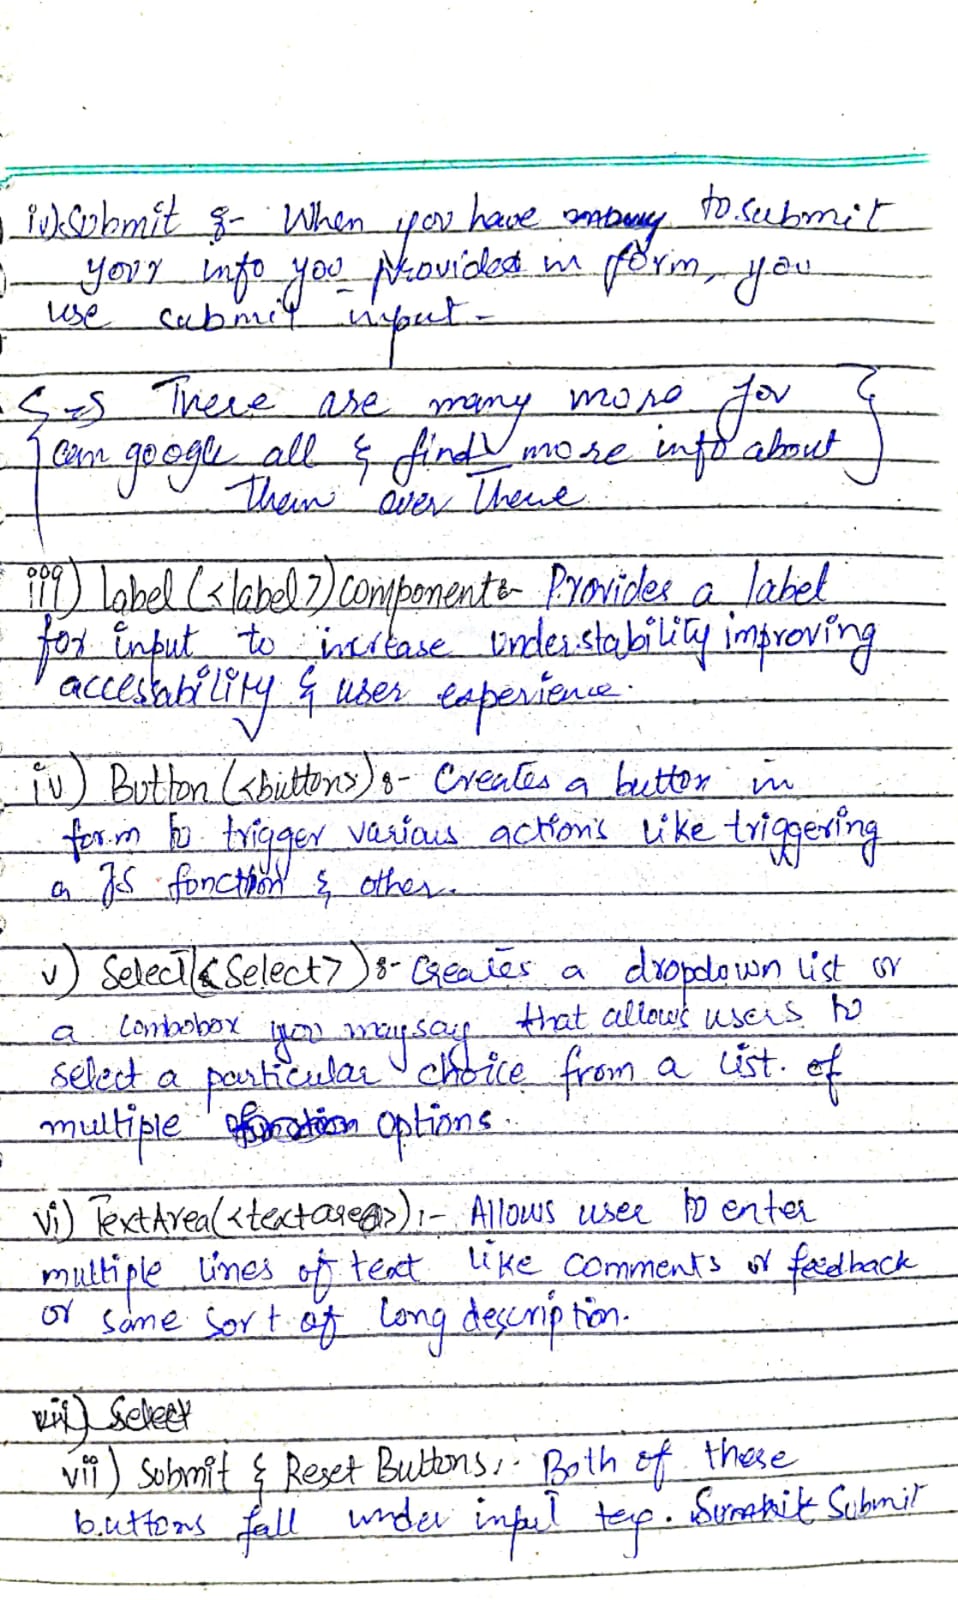 iv) Submit :- When you have to submit
your info you provided in form, you
use submit input -
{ => There are many more you }
can google all & find more info about
them over there
iii) Label (<label>) component :- Provides a label
for input to increase understability improving
accessability & user experience.
iv) Button (<buttons>) :- Creates a button in
form to trigger various actions like triggering
a JS function & other.
v) Select (<Select>) :- Creates a dropdown list or
a combobox you may say that allows users to
select a particular choice from a list of
multiple options.
vi) TextArea (<textarea>) :- Allows user to enter
multiple lines of text like comments or feedback
or some sort of long description.
vii) Select
vii) Submit & Reset Buttons :- Both of these
buttons fall under input tag. Submit